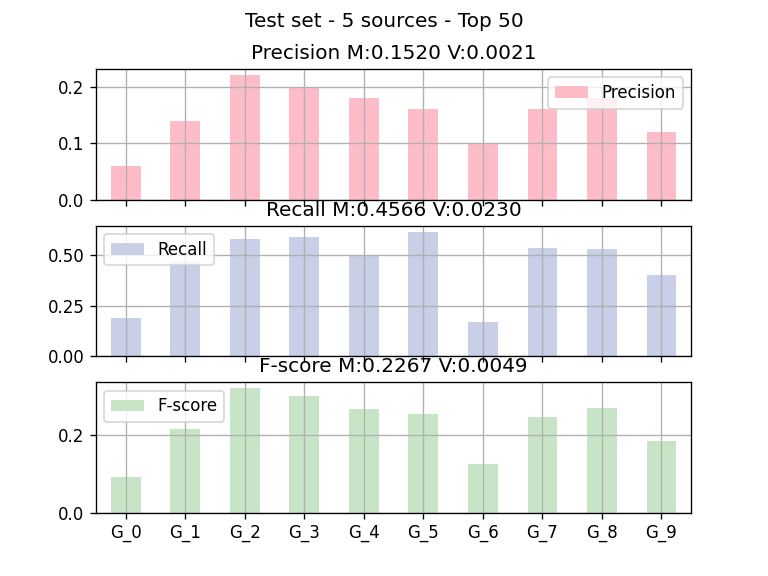 Test set - 5 sources - Top 50
Precision M:0.1520 V:0.0021
0.2
0.1
0.0
Precision
Recall M:0.4566 V:0.0230
0.50
0.25
0.00
Recall
F-score M:0.2267 V:0.0049
0.2
0.0
F-score
G_0 G_1 G_2 G_3 G_4 G_5 G_6 G_7 G_8 G_9